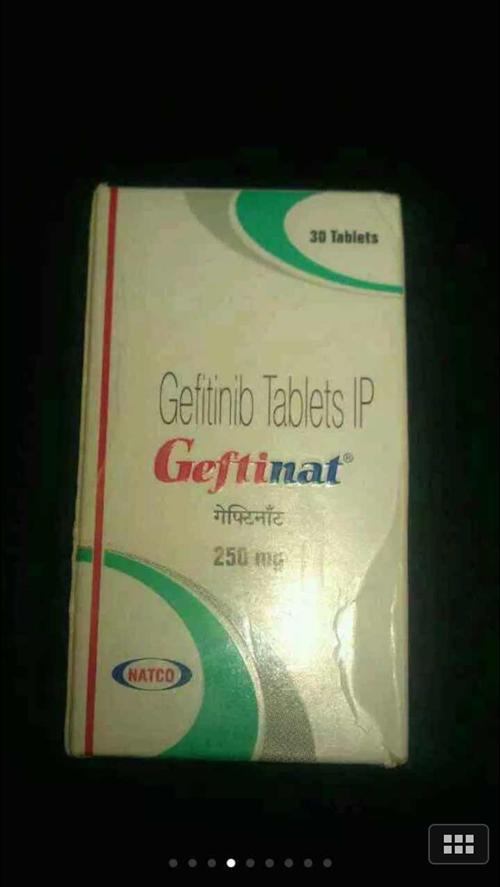 30 Tablets
Gefitinib Tablets IP
Geftinat®
गेफ्टिनॉट
250 mg
NATCO